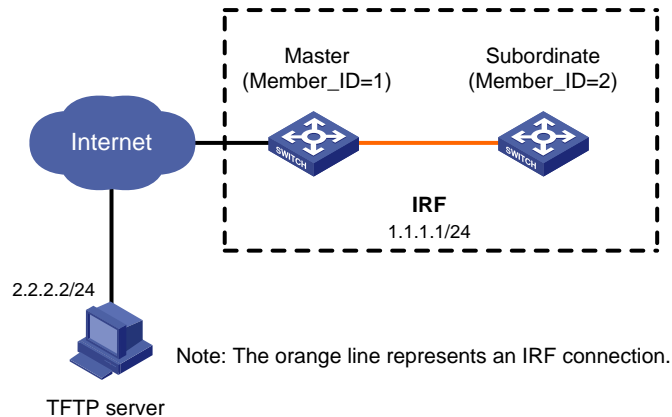 Master
(Member_ID=1)
Subordinate
(Member_ID=2)
Internet
SWITCH
SWITCH
IRF
1.1.1.1/24
2.2.2.2/24
Note: The orange line represents an IRF connection.
TFTP server